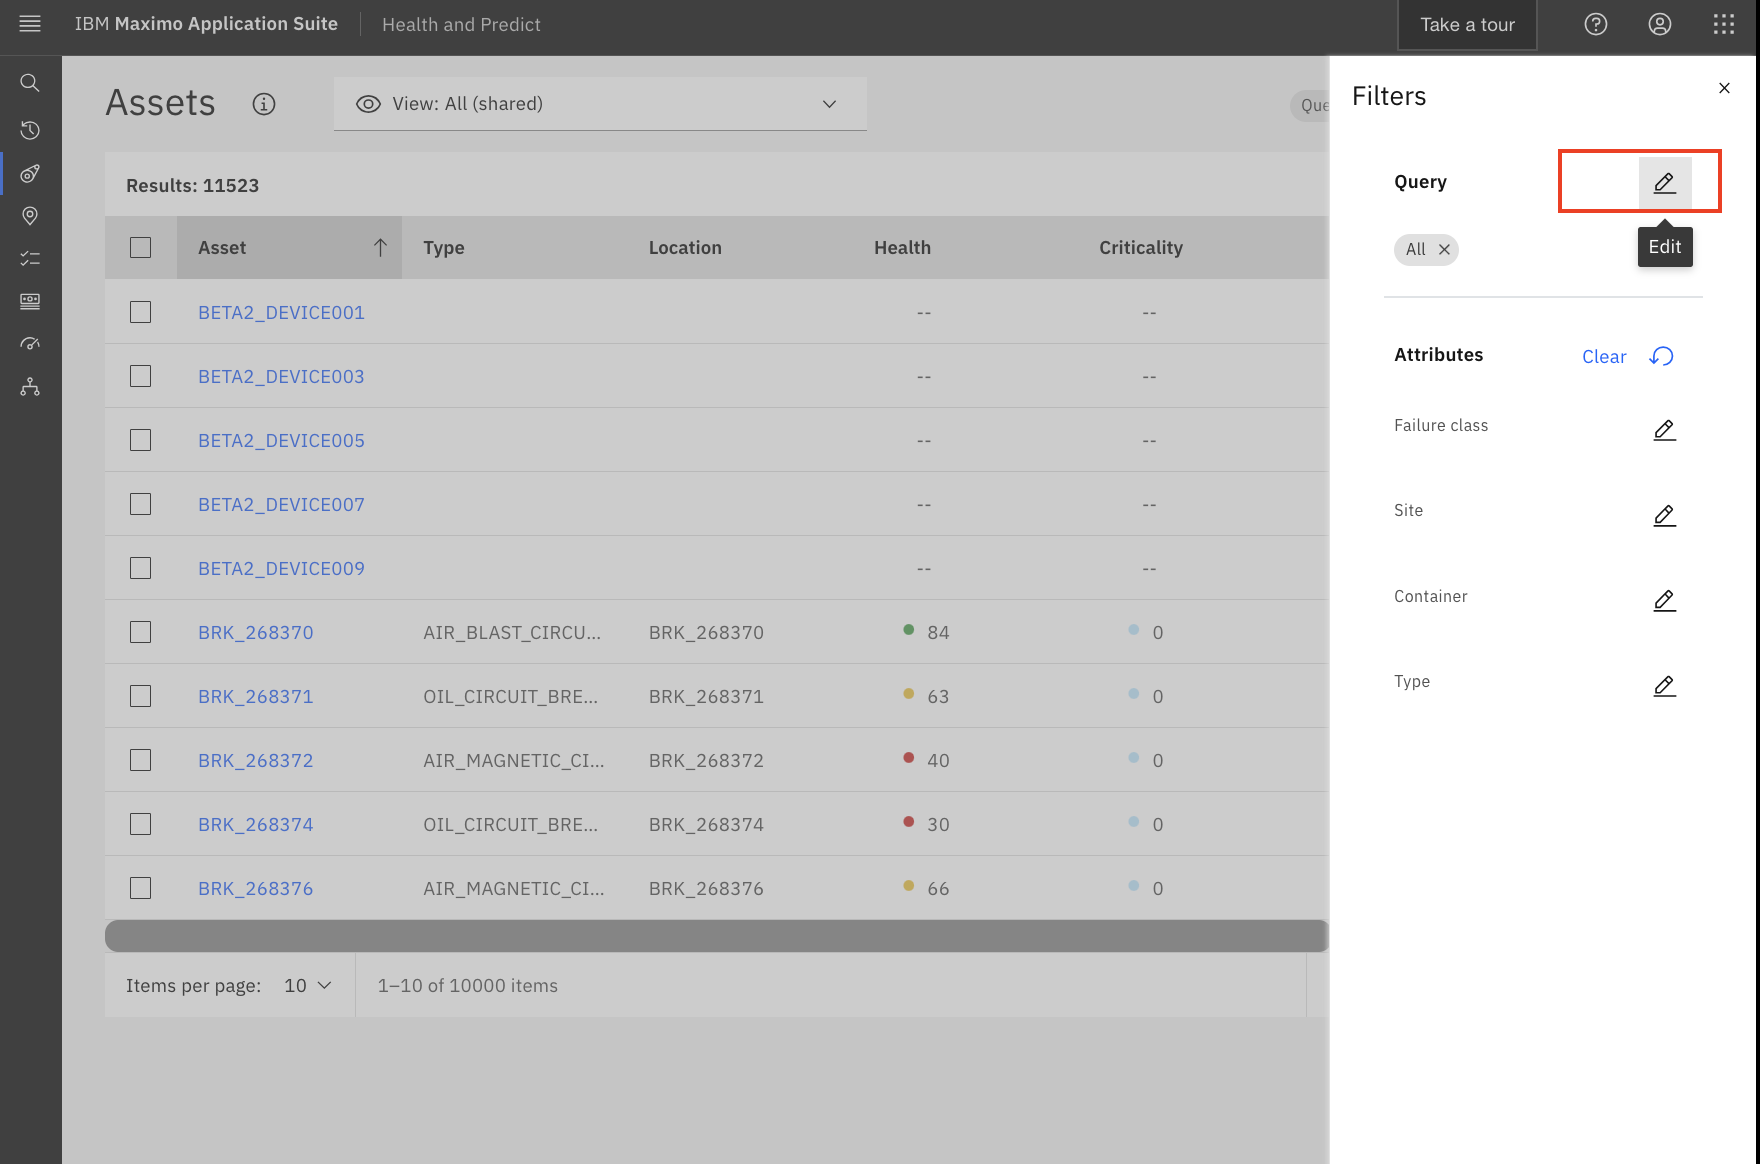 IBM Maximo Application Suite Health and Predict Take a tour
Assets View: All (shared) Que
Results: 11523
Asset Type Location Health Criticality
BETA2_DEVICE001 -- --
BETA2_DEVICE003 -- --
BETA2_DEVICE005 -- --
BETA2_DEVICE007 -- --
BETA2_DEVICE009 -- --
BRK_268370 AIR_BLAST_CIRCU... BRK_268370 84 0
BRK_268371 OIL_CIRCUIT_BRE... BRK_268371 63 0
BRK_268372 AIR_MAGNETIC_CI... BRK_268372 40 0
BRK_268374 OIL_CIRCUIT_BRE... BRK_268374 30 0
BRK_268376 AIR_MAGNETIC_CI... BRK_268376 66 0
Items per page: 10 1–10 of 10000 items
Filters
Query
Edit
All
Attributes Clear
Failure class
Site
Container
Type